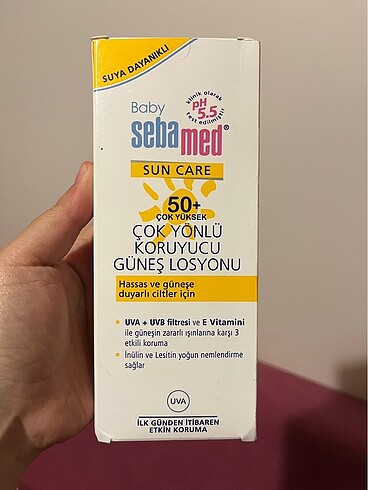 SUYA DAYANIKLI
Baby
sebamed®
klinik olarak
pH
5.5
test edilmiştir
SUN CARE
50+
ÇOK YÜKSEK
ÇOK YÖNLÜ
KORUYUCU
GÜNEŞ LOSYONU
Hassas ve güneşe
duyarlı ciltler için
• UVA + UVB filtresi ve E Vitamini
ile güneşin zararlı ışınlarına karşı 3
etkili koruma
• İnülin ve Lesitin yoğun nemlendirme
sağlar
UVA
İLK GÜNDEN İTİBAREN
ETKİN KORUMA